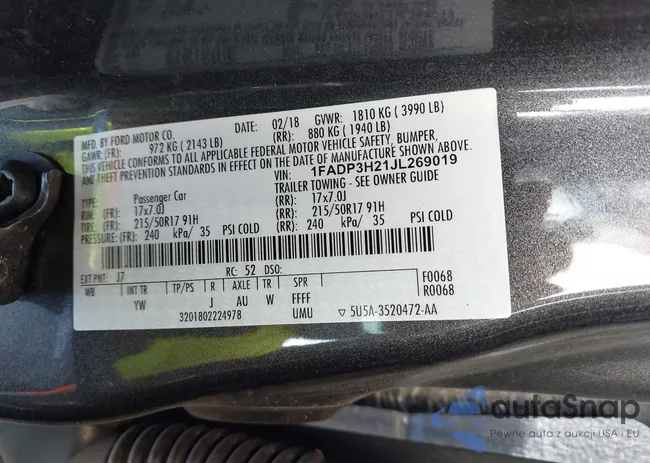 MFD. BY FORD MOTOR CO. DATE: 02/18 GVWR: 1810 KG ( 3990 LB)
GAWR: (FR): 972 KG ( 2143 LB) (RR): 880 KG ( 1940 LB)
THIS VEHICLE CONFORMS TO ALL APPLICABLE FEDERAL MOTOR VEHICLE SAFETY, BUMPER,
AND THEFT PREVENTION STANDARDS IN EFFECT ON THE DATE OF MANUFACTURE SHOWN ABOVE.
VIN: 1FADP3H21JL269019
TYPE: Passenger Car TRAILER TOWING - SEE OWNER GUIDE
RIM: (FR) 17x7.0J (RR): 17x7.0J
TIRE: (FR) 215/50R17 91H (RR): 215/50R17 91H
PRESSURE: (FR) 240 kPa/ 35 PSI COLD (RR): 240 kPa/ 35 PSI COLD
EXT PNT: J7 RC: 52 DSO: F0068
WB INT TR TP/PS R AXLE TR SPR R0068
YW J AU W FFFF
3201802224978 UMU ▽ 5U5A-3520472-AA
autoSnap
Pewne auta z aukcji USA i EU